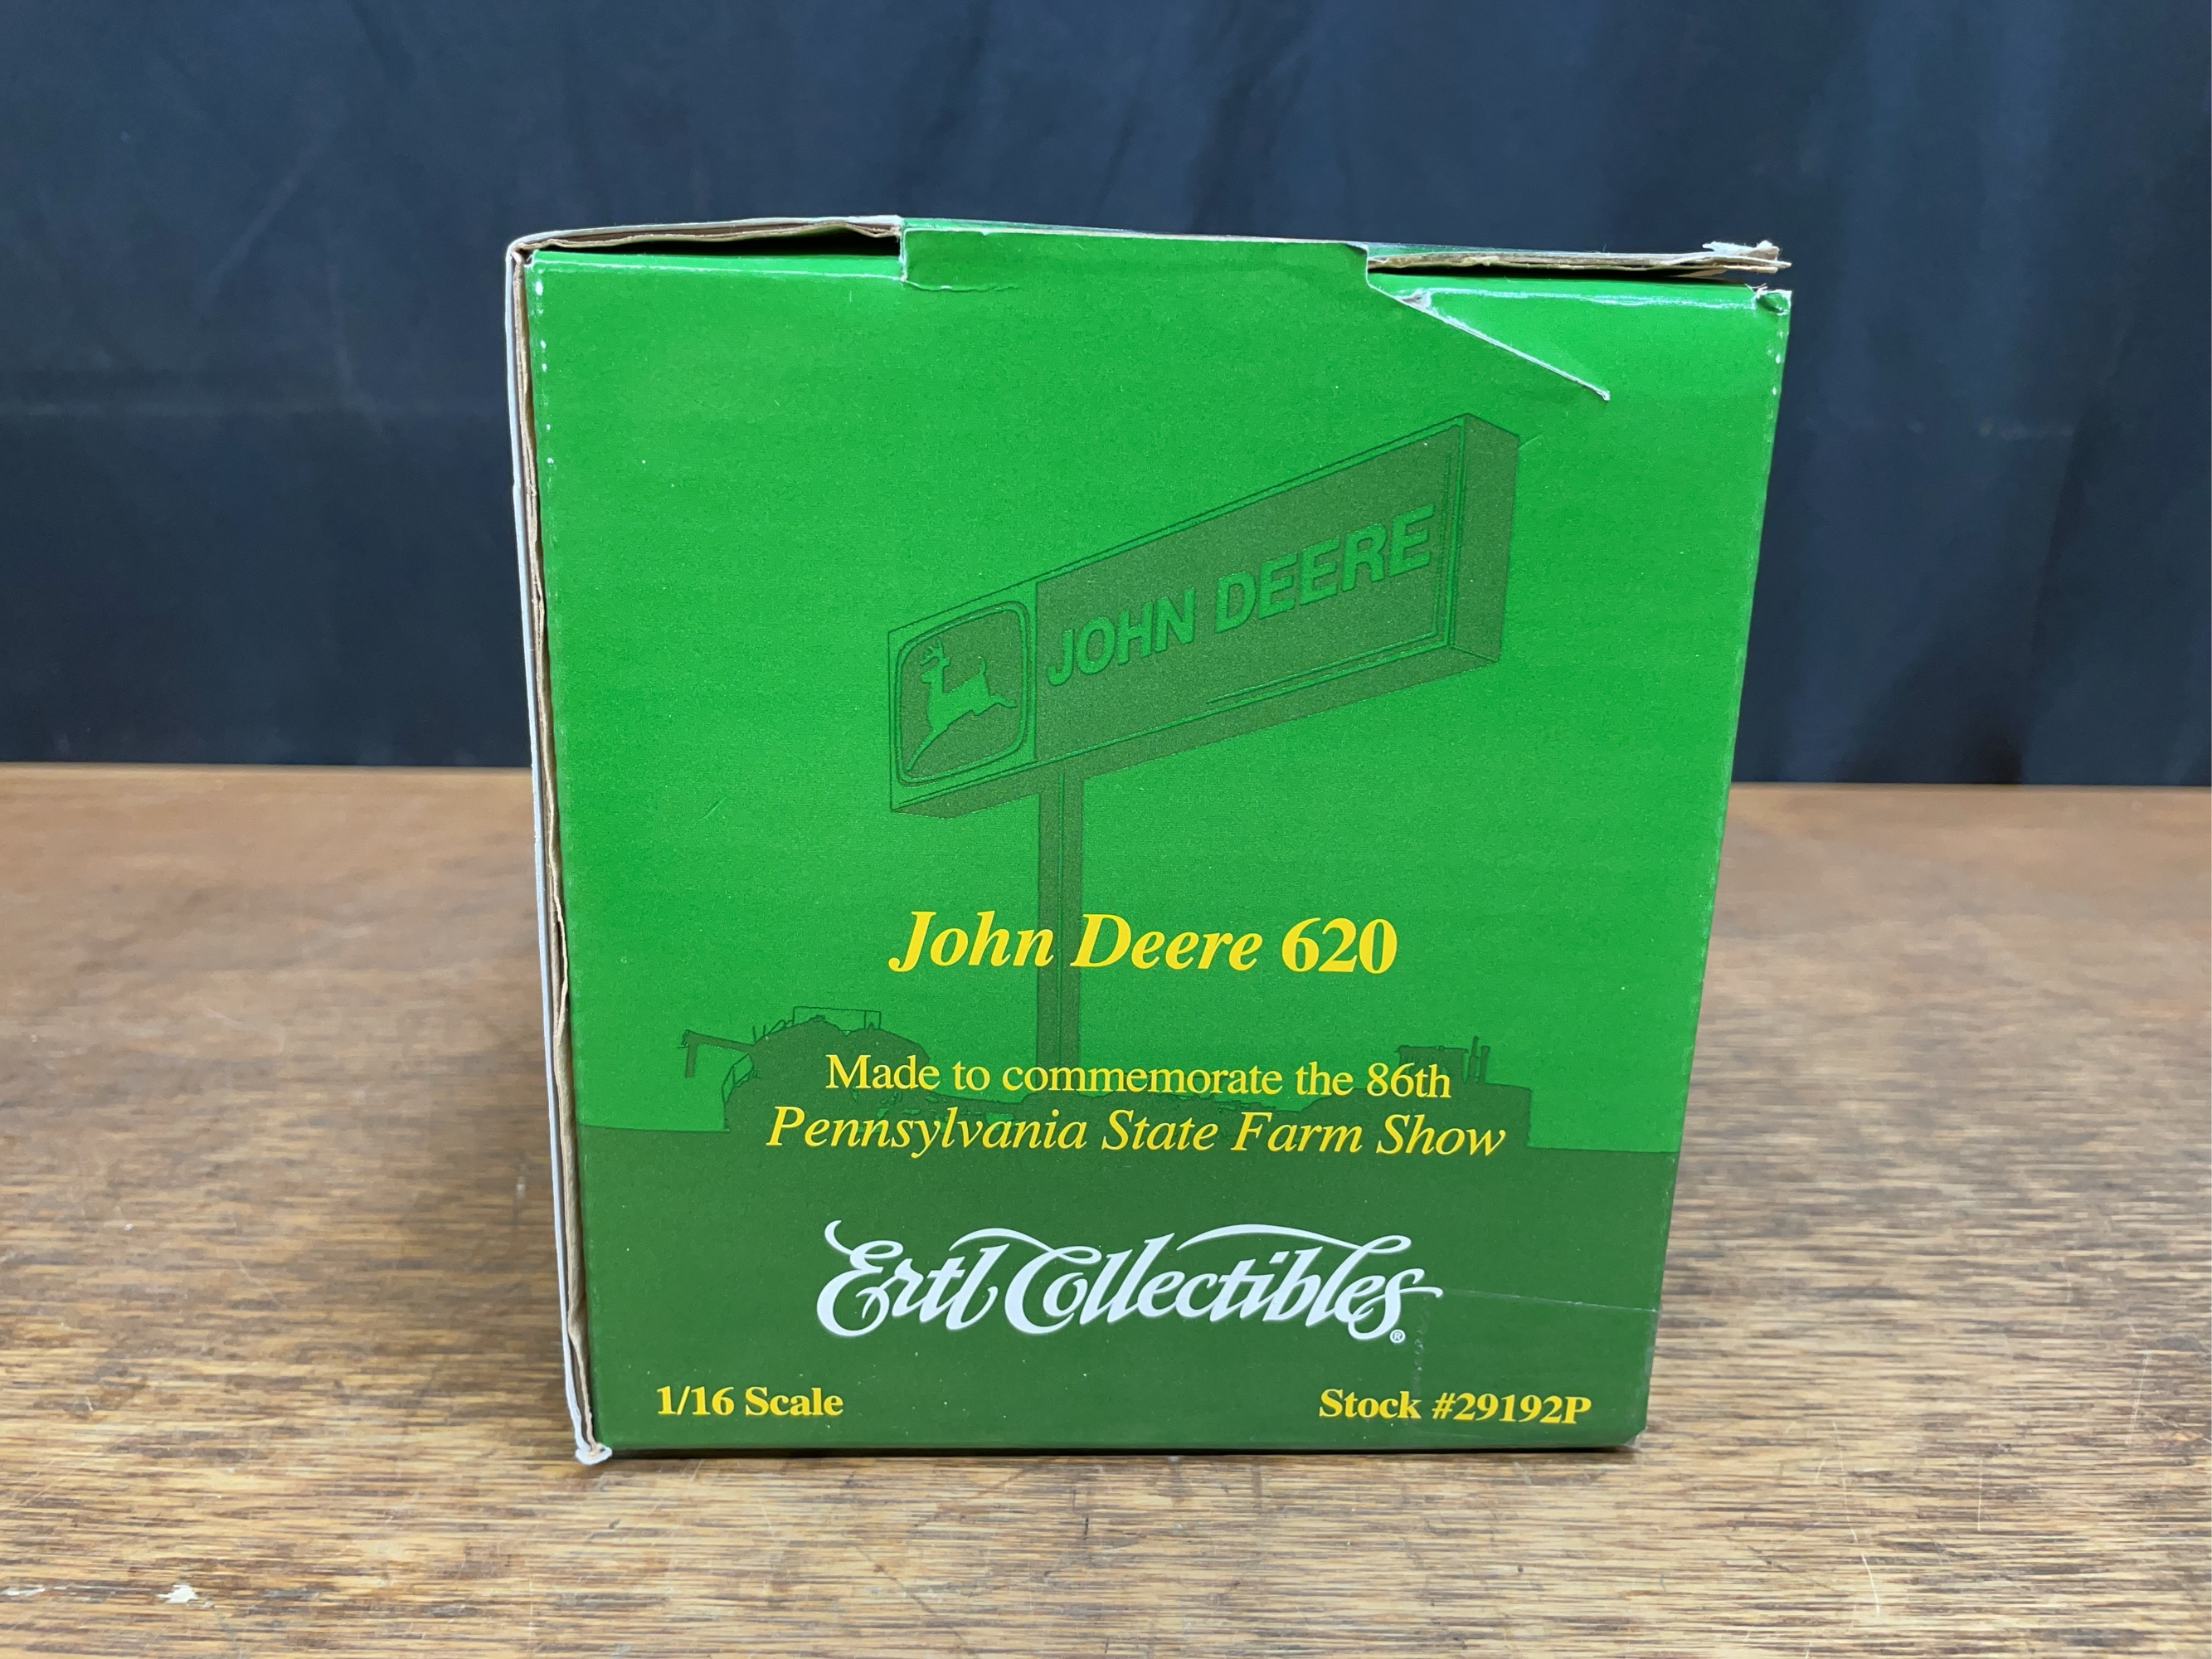 JOHN DEERE
John Deere 620
Made to commemorate the 86th
Pennsylvania State Farm Show
Ertl Collectibles®
1/16 Scale
Stock #29192P